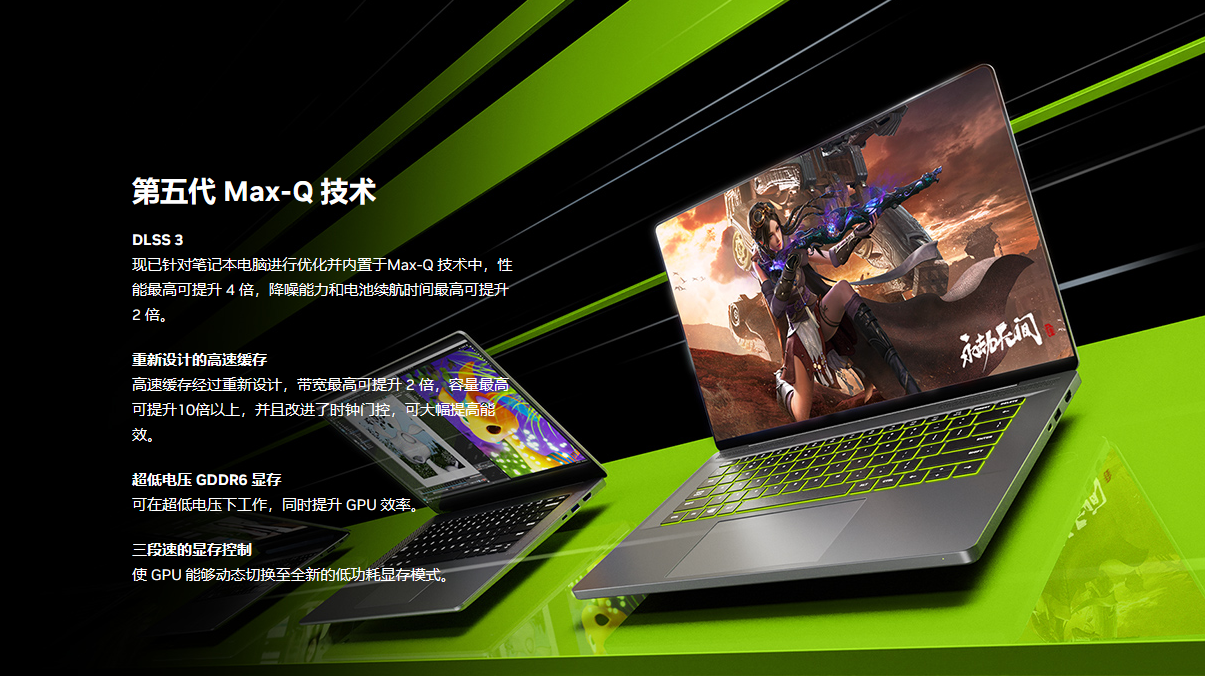 第五代 Max-Q 技术
DLSS 3
现已针对笔记本电脑进行优化并内置于Max-Q 技术中，性
能最高可提升 4 倍，降噪能力和电池续航时间最高可提升
2 倍。
重新设计的高速缓存
高速缓存经过重新设计，带宽最高可提升 2 倍，容量最高
可提升10倍以上，并且改进了时钟门控，可大幅提高能
效。
超低电压 GDDR6 显存
可在超低电压下工作，同时提升 GPU 效率。
三段速的显存控制
使 GPU 能够动态切换至全新的低功耗显存模式。
永劫无间